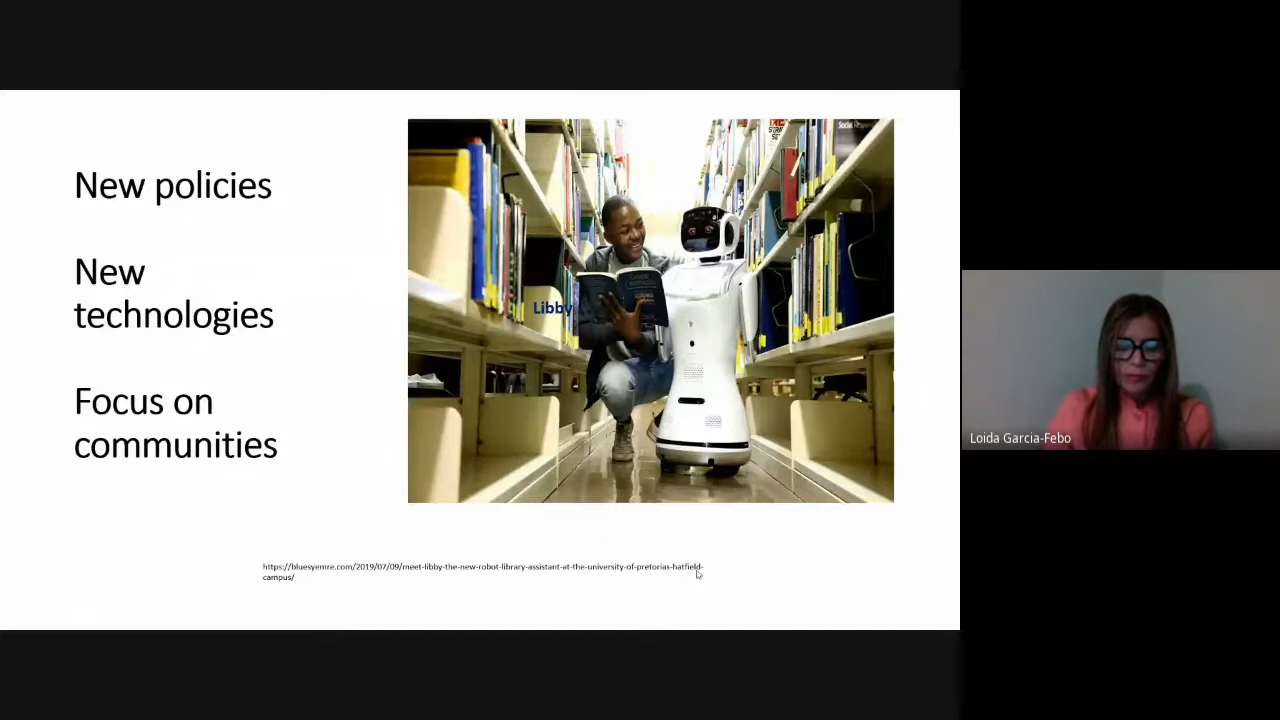 New policies
New
technologies
Focus on
communities
Libby
https://bluesyemre.com/2019/07/09/meet-libby-the-new-robot-library-assistant-at-the-university-of-pretorias-hatfield-
campus/
Loida Garcia-Febo